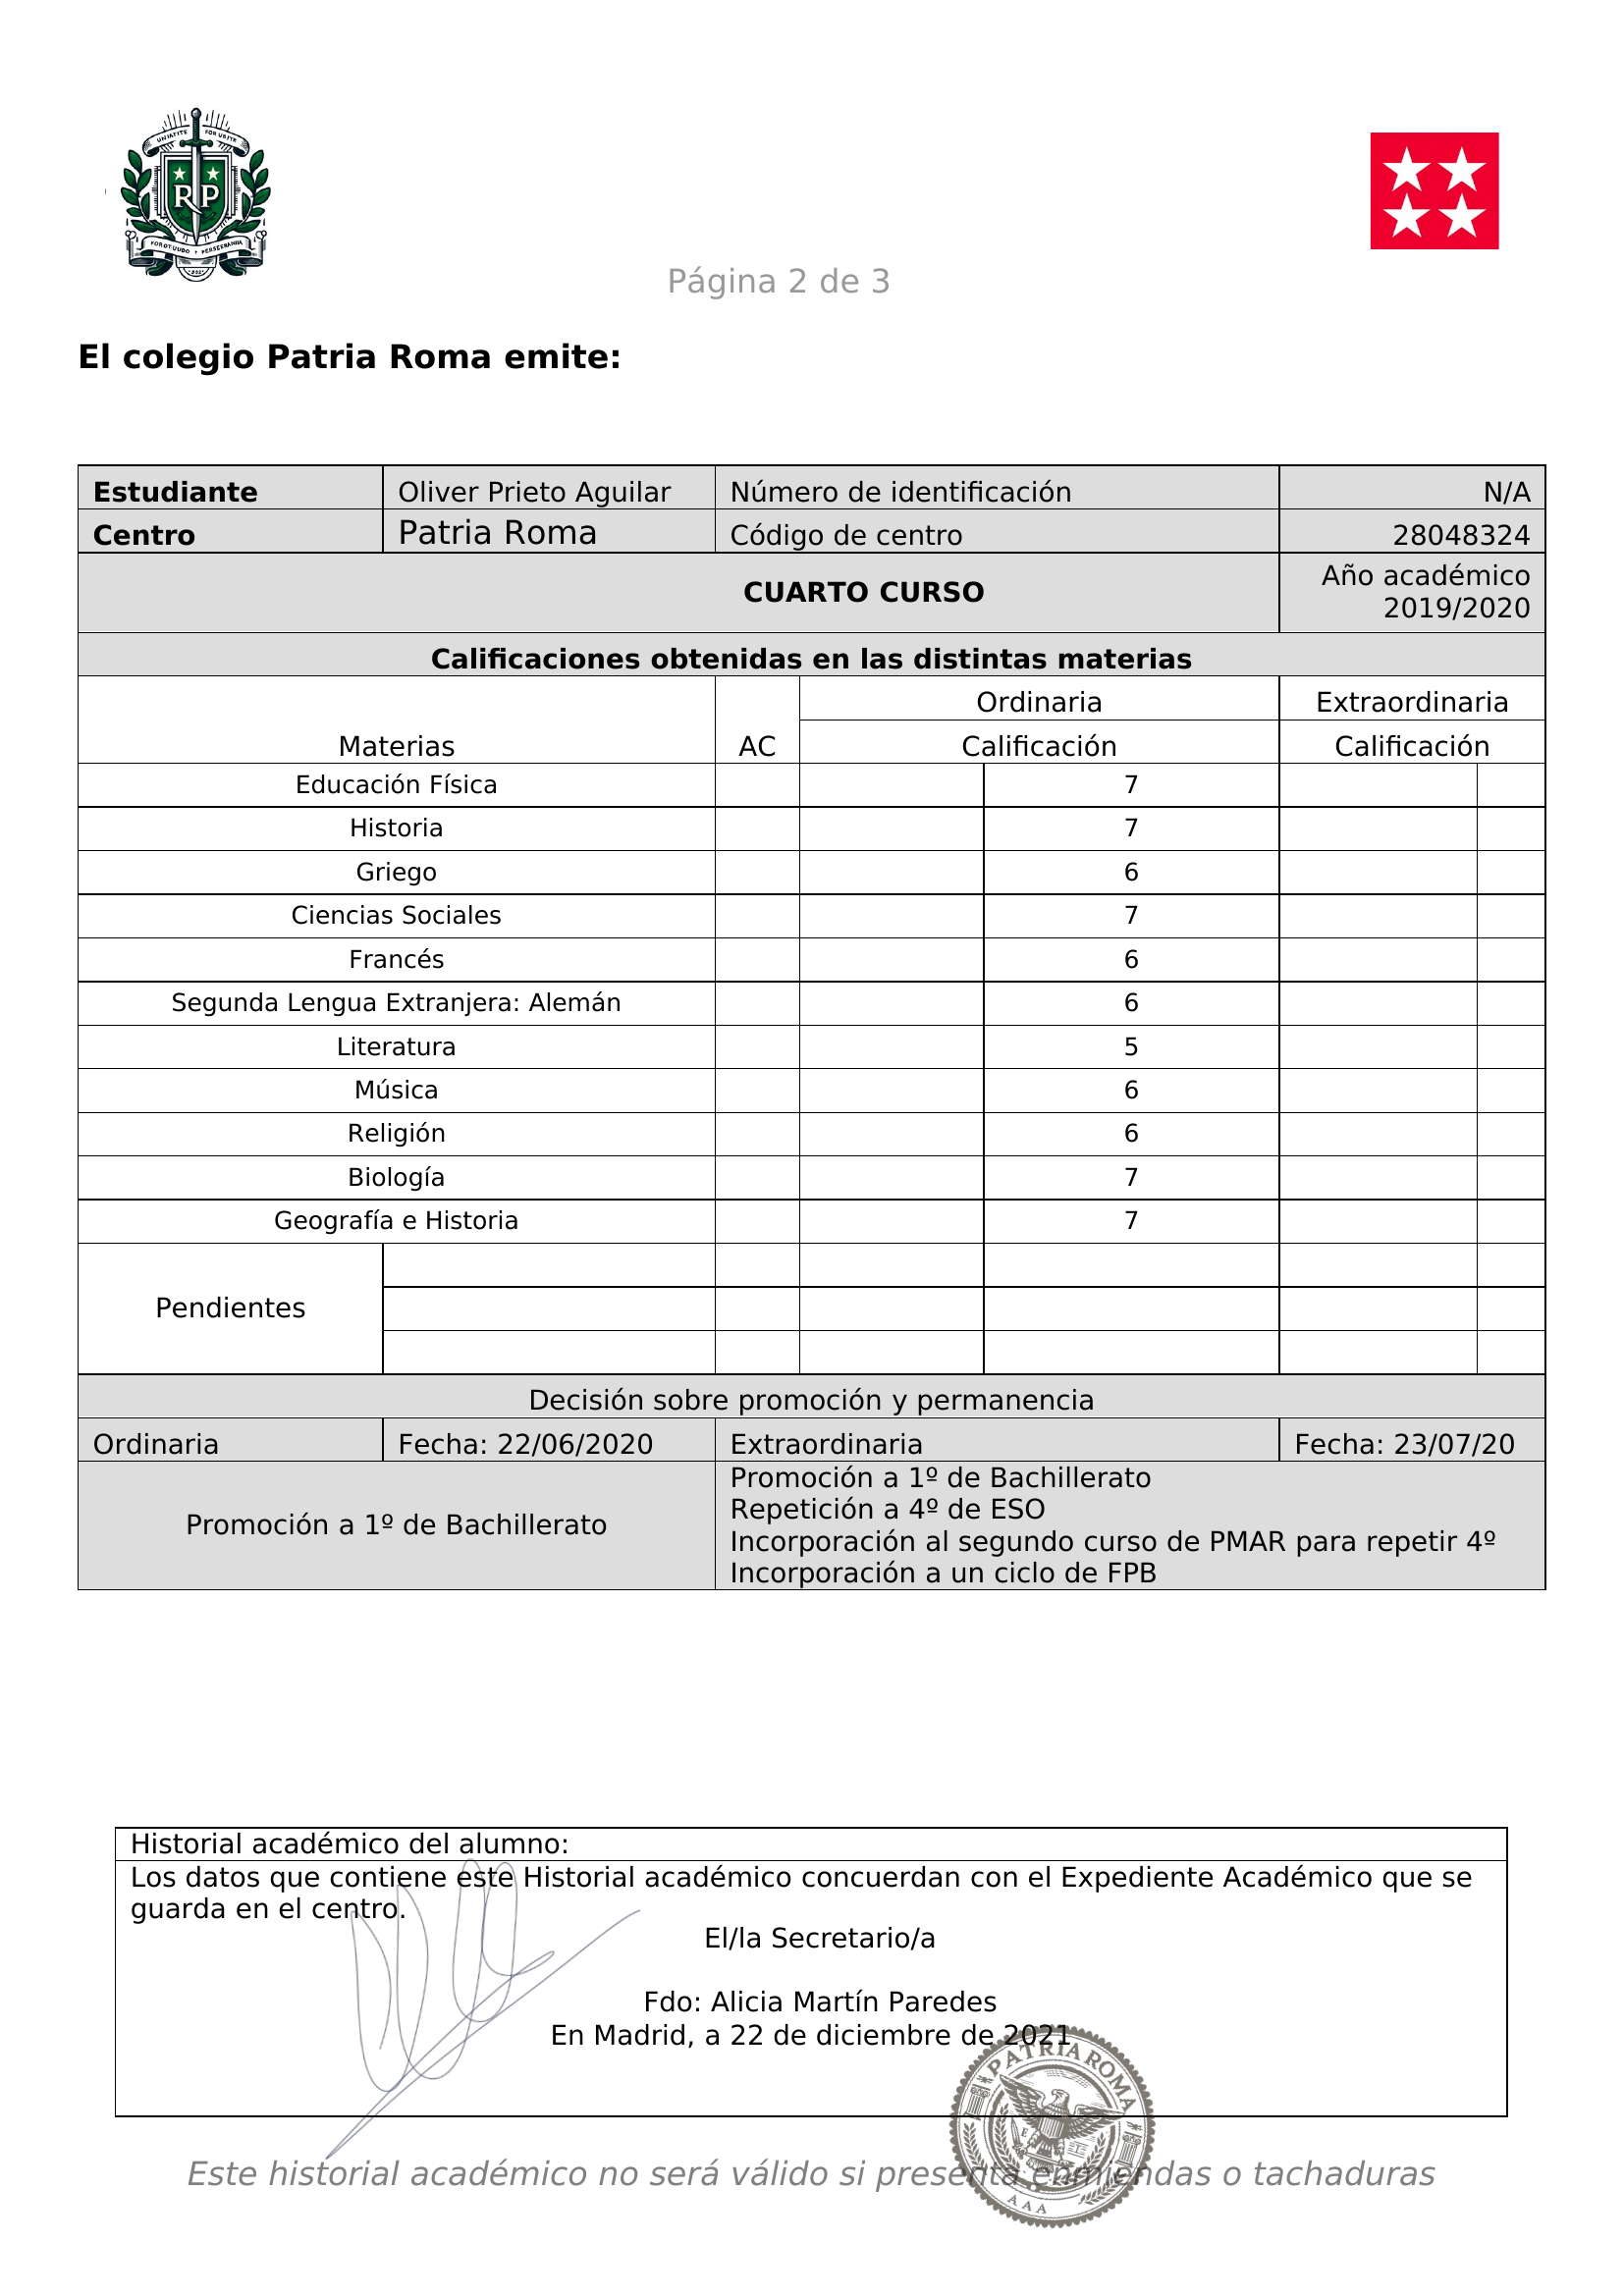 RP
Página 2 de 3
El colegio Patria Roma emite:
Estudiante Oliver Prieto Aguilar Número de identificación N/A
Centro Patria Roma Código de centro 28048324
CUARTO CURSO Año académico
2019/2020
Calificaciones obtenidas en las distintas materias
Ordinaria Extraordinaria
Materias AC Calificación Calificación
Educación Física 7
Historia 7
Griego 6
Ciencias Sociales 7
Francés 6
Segunda Lengua Extranjera: Alemán 6
Literatura 5
Música 6
Religión 6
Biología 7
Geografía e Historia 7
Pendientes
Decisión sobre promoción y permanencia
Ordinaria Fecha: 22/06/2020 Extraordinaria Fecha: 23/07/20
Promoción a 1º de Bachillerato
Promoción a 1º de Bachillerato
Repetición a 4º de ESO
Incorporación al segundo curso de PMAR para repetir 4º
Incorporación a un ciclo de FPB
Historial académico del alumno:
Los datos que contiene este Historial académico concuerdan con el Expediente Académico que se
guarda en el centro.
El/la Secretario/a
Fdo: Alicia Martín Paredes
En Madrid, a 22 de diciembre de 2021
PATRIA ROMA
AAA
Este historial académico no será válido si presenta enmiendas o tachaduras